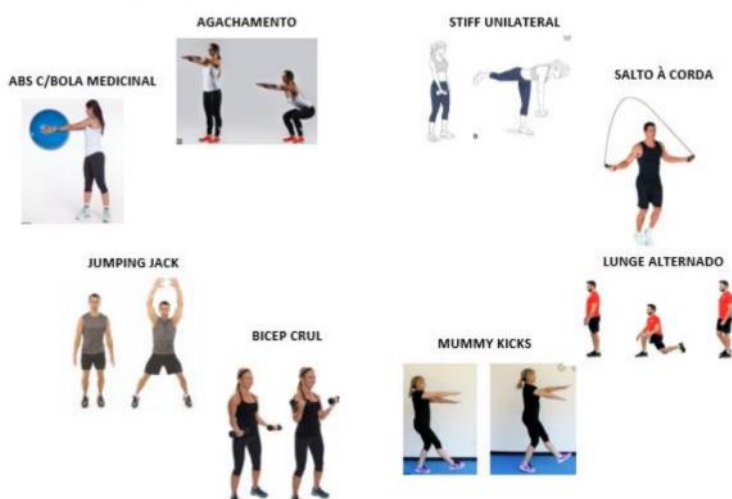 AGACHAMENTO
STIFF UNILATERAL
ABS C/BOLA MEDICINAL
SALTO À CORDA
JUMPING JACK
LUNGE ALTERNADO
BICEP CRUL
MUMMY KICKS